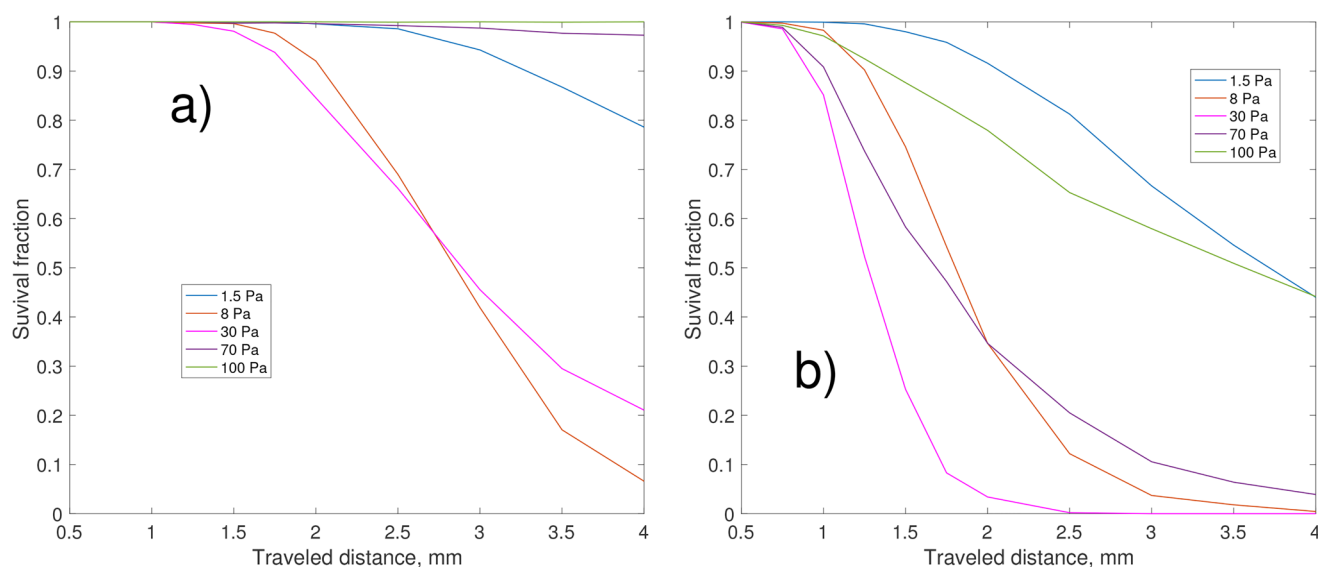 a)
Suvival fraction
1
0.9
0.8
0.7
0.6
0.5
0.4
0.3
0.2
0.1
0
0.5 1 1.5 2 2.5 3 3.5 4
Traveled distance, mm
1.5 Pa
8 Pa
30 Pa
70 Pa
100 Pa
b)
Suvival fraction
1
0.9
0.8
0.7
0.6
0.5
0.4
0.3
0.2
0.1
0
0.5 1 1.5 2 2.5 3 3.5 4
Traveled distance, mm
1.5 Pa
8 Pa
30 Pa
70 Pa
100 Pa